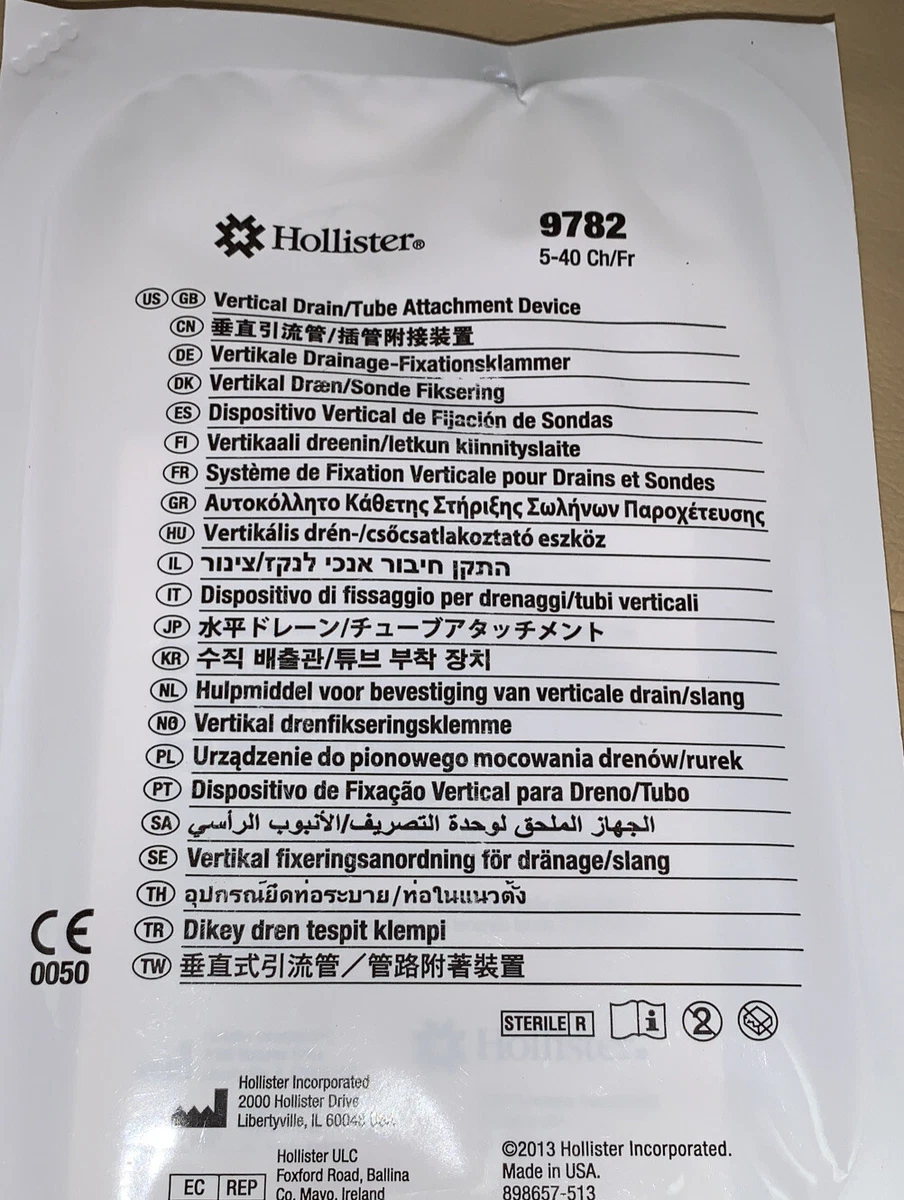 Hollister®
9782
5-40 Ch/Fr
US GB Vertical Drain/Tube Attachment Device
CN 垂直引流管/插管附接装置
DE Vertikale Drainage-Fixationsklammer
DK Vertikal Dræn/Sonde Fiksering
ES Dispositivo Vertical de Fijación de Sondas
FI Vertikaali dreenin/letkun kiinnityslaite
FR Système de Fixation Verticale pour Drains et Sondes
GR Αυτοκόλλητο Κάθετης Στήριξης Σωλήνων Παροχέτευσης
HU Vertikális drén-/csőcsatlakoztató eszköz
IL התקן חיבור אנכי לנקז/צינור
IT Dispositivo di fissaggio per drenaggi/tubi verticali
JP 水平ドレーン/チューブアタッチメント
KR 수직 배출관/튜브 부착 장치
NL Hulpmiddel voor bevestiging van verticale drain/slang
NO Vertikal drenfikseringsklemme
PL Urządzenie do pionowego mocowania drenów/rurek
PT Dispositivo de Fixação Vertical para Dreno/Tubo
SA الجهاز الملحق لوحدة التصريف/الأنبوب الرأسي
SE Vertikal fixeringsanordning för dränage/slang
TH อุปกรณ์ยึดท่อระบาย/ท่อในแนวตั้ง
TR Dikey dren tespit klempi
TW 垂直式引流管／管路附著裝置
CE
0050
STERILE R
2
Hollister Incorporated
2000 Hollister Drive
Libertyville, IL 60048 USA
EC REP
Hollister ULC
Foxford Road, Ballina
Co. Mayo, Ireland
©2013 Hollister Incorporated.
Made in USA.
898657-513